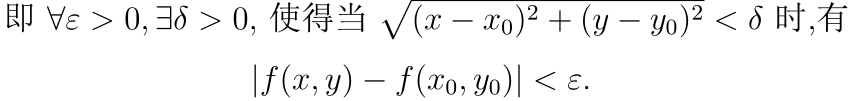 即 ∀ε > 0, ∃δ > 0, 使得当 √((x − x₀)² + (y − y₀)²) < δ 时,有
|f(x, y) − f(x₀, y₀)| < ε.